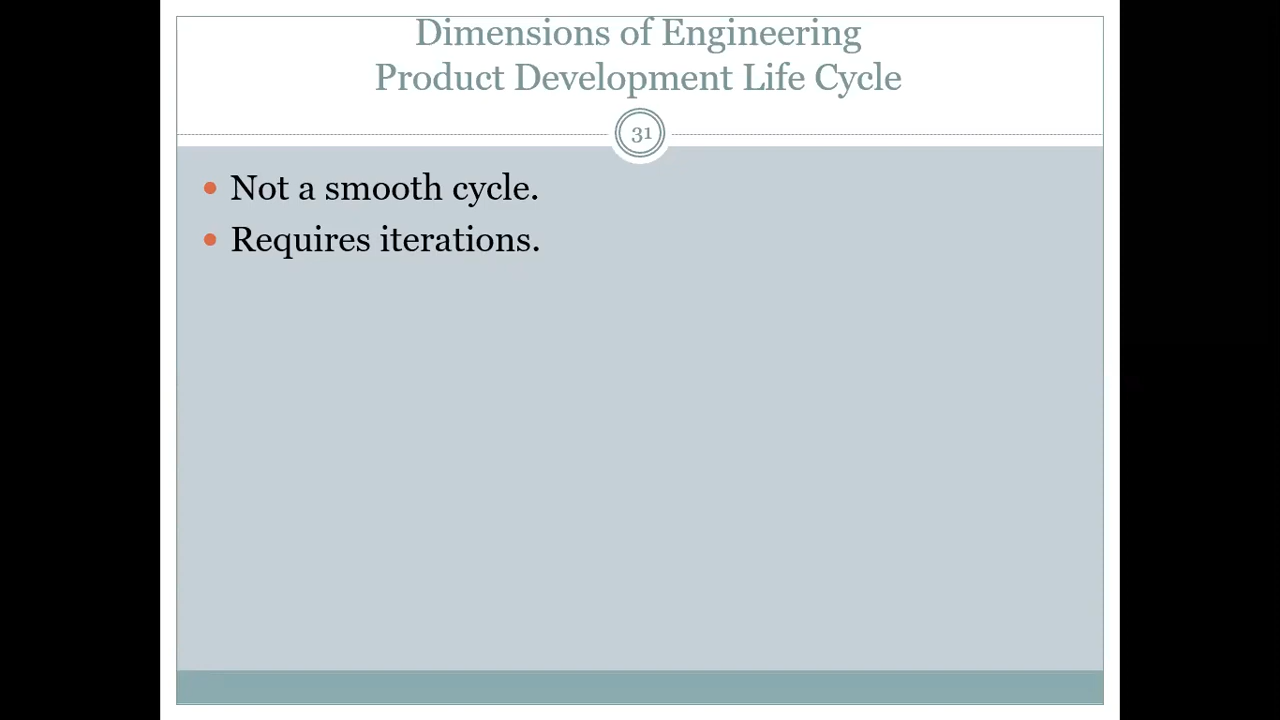 Dimensions of Engineering
Product Development Life Cycle
31
Not a smooth cycle.
Requires iterations.